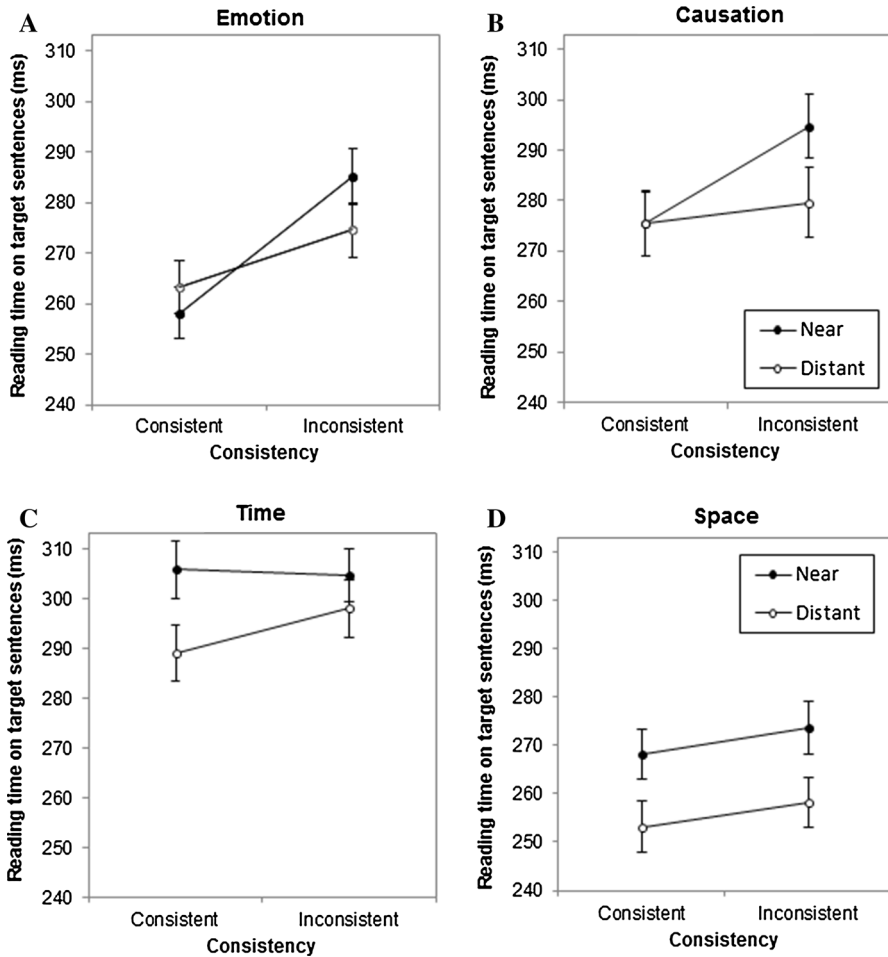 A
Emotion
Reading time on target sentences (ms)
310
300
290
280
270
260
250
240
Consistent
Inconsistent
Consistency
B
Causation
Reading time on target sentences (ms)
310
300
290
280
270
260
250
240
Near
Distant
Consistent
Inconsistent
Consistency
C
Time
Reading time on target sentences (ms)
310
300
290
280
270
260
250
240
Consistent
Inconsistent
Consistency
D
Space
Reading time on target sentences (ms)
310
300
290
280
270
260
250
240
Near
Distant
Consistent
Inconsistent
Consistency